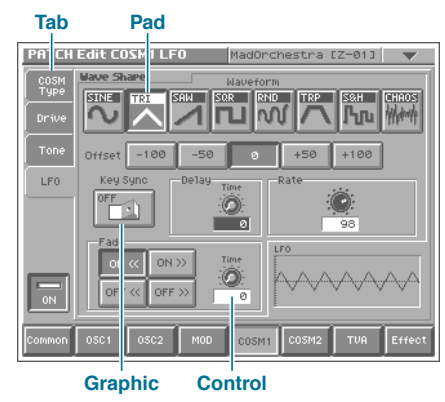 Tab Pad
PATCH Edit COSM1 LFO MadOrchestra [Z-01]
COSM Type
Wave Shape Waveform
SINE TRI SAW SQR RND TRP S&H CHAOS
Drive
Tone
Offset -100 -50 0 +50 +100
LFO
Key Sync Delay Time Rate
OFF
0 98
Fade Time LFO
ON << ON >>
OFF << OFF >> 0
ON
Common OSC1 OSC2 MOD COSM1 COSM2 TVA Effect
Graphic Control